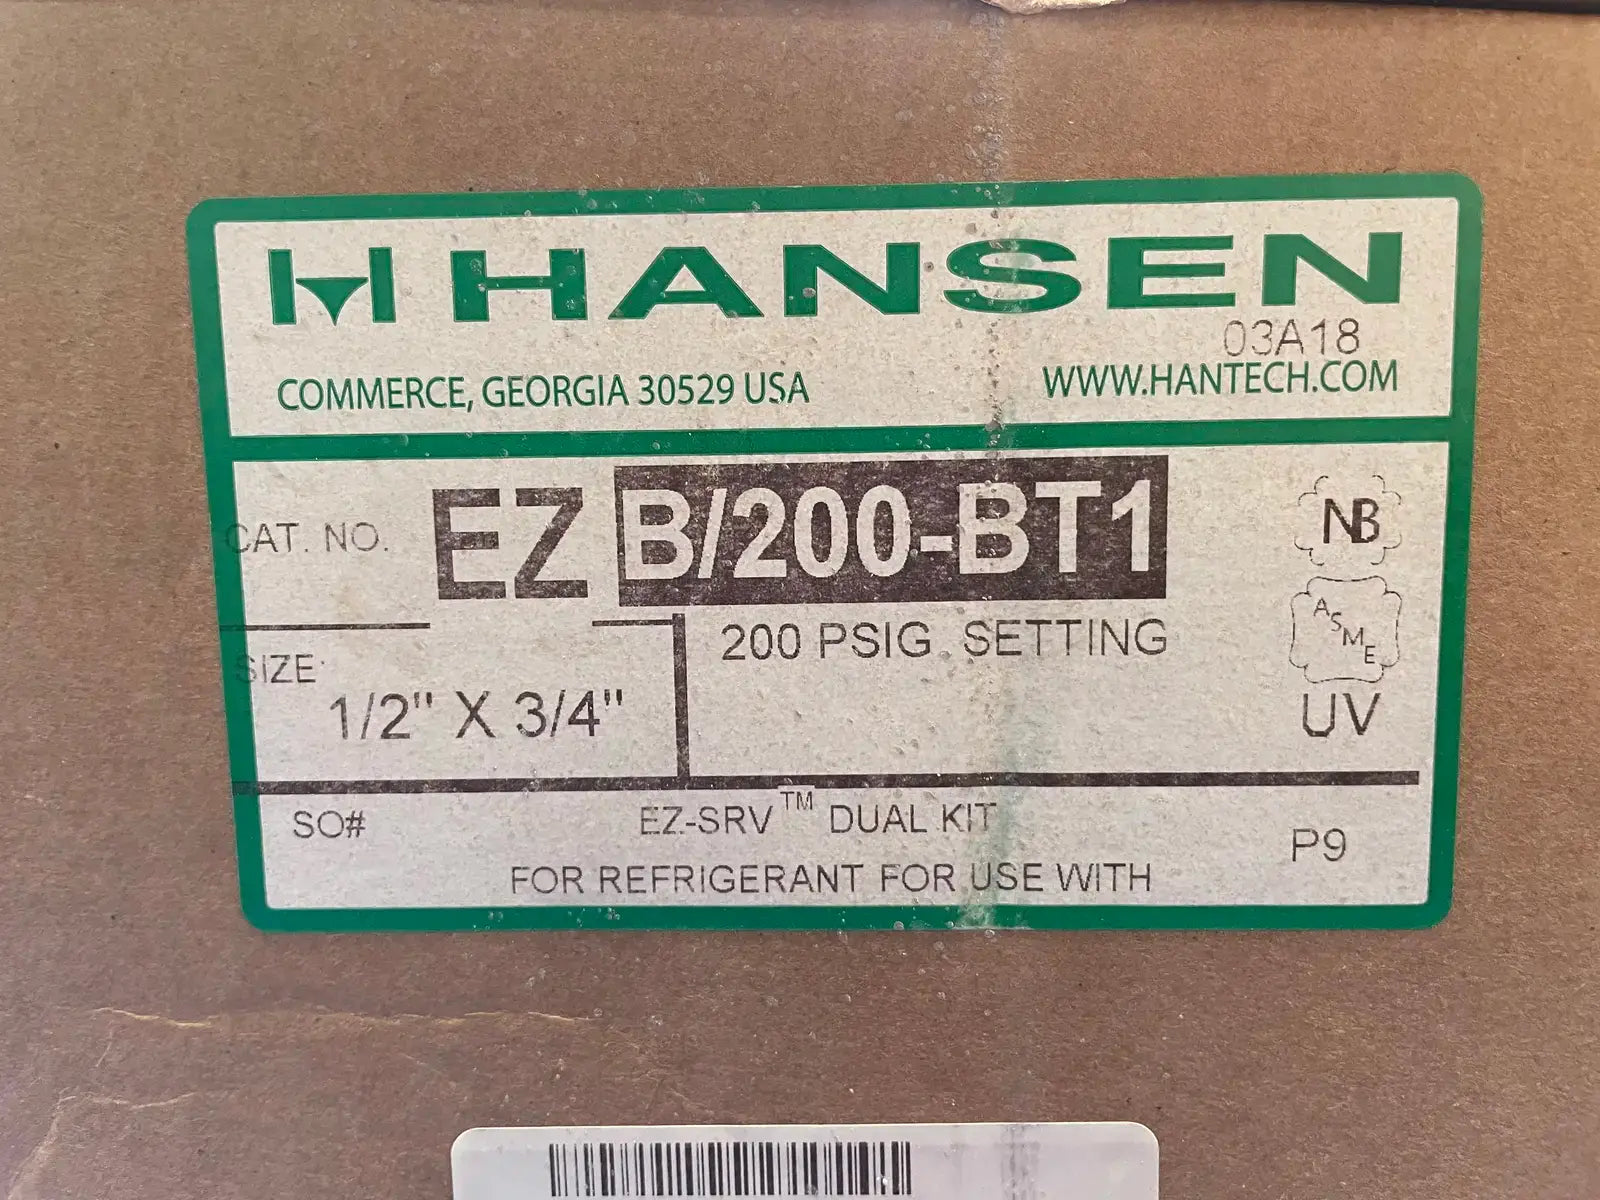 HANSEN
03A18
COMMERCE, GEORGIA 30529 USA
WWW.HANTECH.COM
CAT. NO.
EZ B/200-BT1
NB
200 PSIG. SETTING
ASME
SIZE
1/2" X 3/4"
UV
SO#
EZ-SRV™ DUAL KIT
P9
FOR REFRIGERANT FOR USE WITH